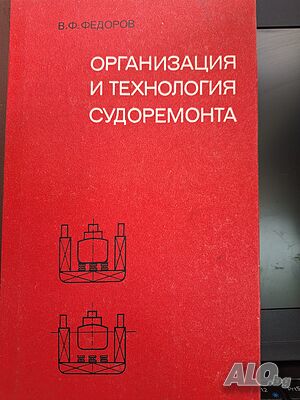 В.Ф.ФЕДОРОВ
ОРГАНИЗАЦИЯ
И ТЕХНОЛОГИЯ
СУДОРЕМОНТА
ALO.bg